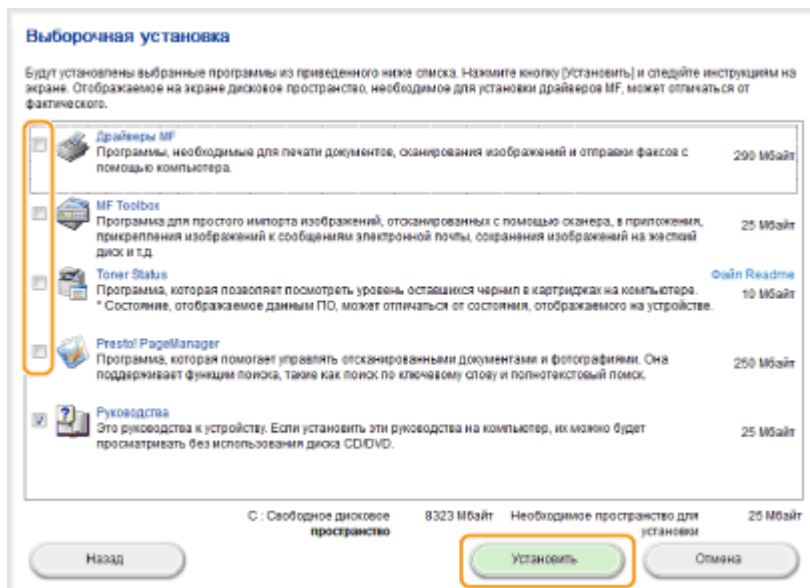 Выборочная установка
Будут установлены выбранные программы из приведенного ниже списка. Нажмите кнопку [Установить] и следуйте инструкциям на
экране. Отображаемое на экране дисковое пространство, необходимое для установки драйверов MF, может отличаться от
фактического.
Драйверы MF
Программы, необходимые для печати документов, сканирования изображений и отправки факсов с
помощью компьютера.
290 Мбайт
MF Toolbox
Программа для простого импорта изображений, отсканированных с помощью сканера, в приложения,
прикрепления изображений к сообщениям электронной почты, сохранения изображений на жесткий
диск и т.д.
25 Мбайт
Toner Status
Файл Readme
Программа, которая позволяет посмотреть уровень оставшихся чернил в картриджах на компьютере.
* Состояние, отображаемое данным ПО, может отличаться от состояния, отображаемого на устройстве.
10 Мбайт
Presto! PageManager
Программа, которая помогает управлять отсканированными документами и фотографиями. Она
поддерживает функции поиска, такие как поиск по ключевому слову и полнотекстовый поиск.
250 Мбайт
Руководства
Это руководства к устройству. Если установить эти руководства на компьютер, их можно будет
просматривать без использования диска CD/DVD.
25 Мбайт
C : Свободное дисковое
пространство
8323 Мбайт
Необходимое пространство для
установки
25 Мбайт
Назад
Установить
Отмена